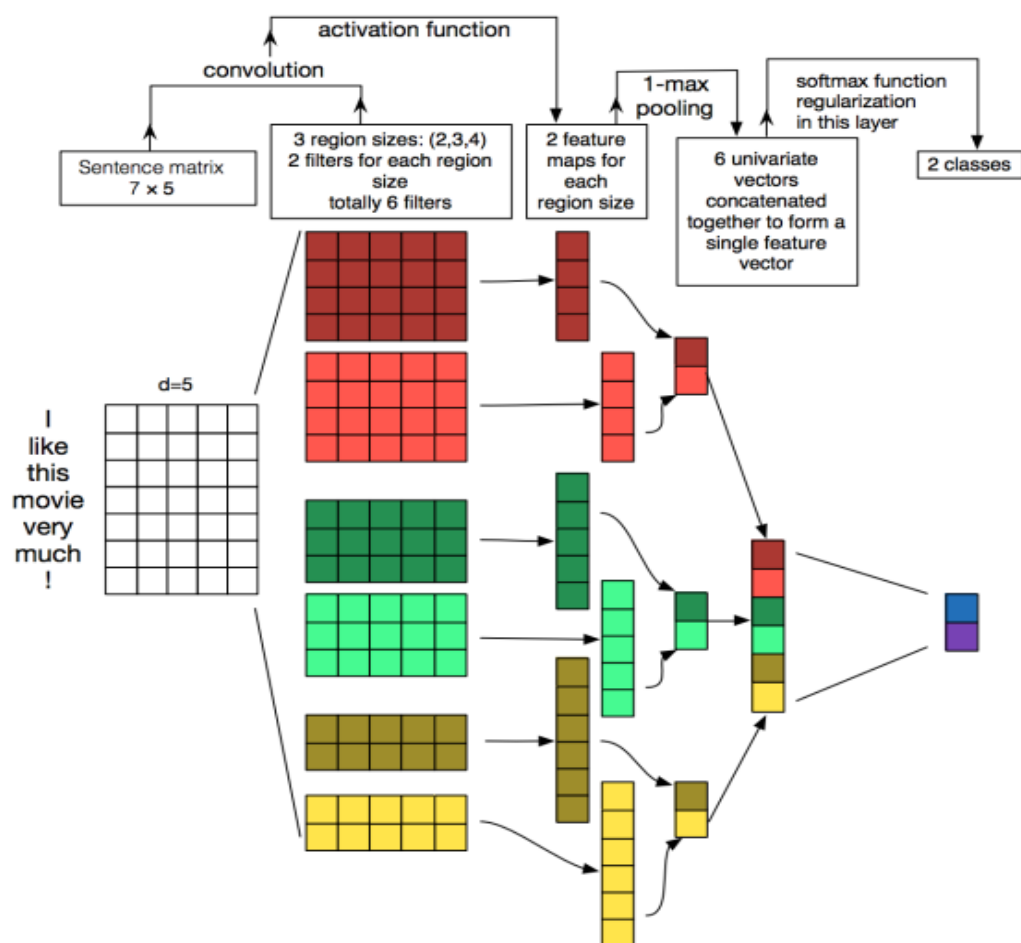 activation function
convolution
1-max
pooling
softmax function
regularization
in this layer
Sentence matrix
7 × 5
3 region sizes: (2,3,4)
2 filters for each region
size
totally 6 filters
2 feature
maps for
each
region size
6 univariate
vectors
concatenated
together to form a
single feature
vector
2 classes
d=5
I
like
this
movie
very
much
!